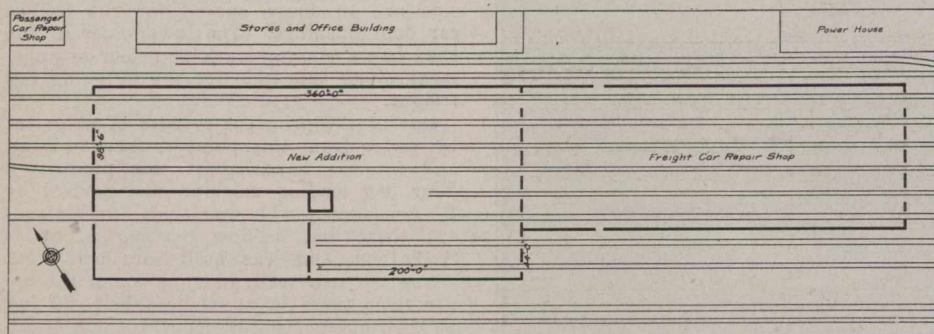 Passenger
Car Repair
Shop
Stores and Office Building
Power House
360'-0"
New Addition
Freight Car Repair Shop
200'-0"